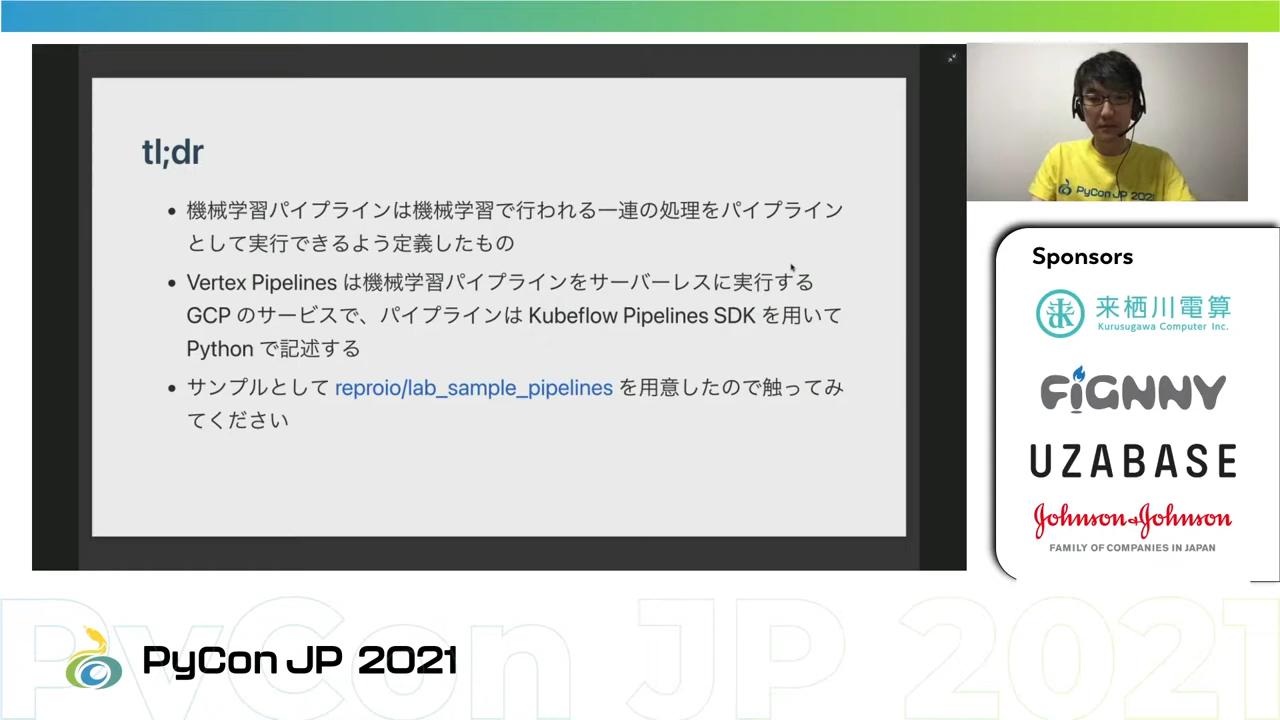 tl;dr
機械学習パイプラインは機械学習で行われる一連の処理をパイプライン
として実行できるよう定義したもの
Vertex Pipelines は機械学習パイプラインをサーバーレスに実行する
GCP のサービスで、パイプラインは Kubeflow Pipelines SDK を用いて
Python で記述する
サンプルとして reproio/lab_sample_pipelines を用意したので触ってみ
てください
PyCon JP 2021
Sponsors
来栖川電算
Kurusugawa Computer Inc.
FiGNNY
UZABASE
Johnson & Johnson
FAMILY OF COMPANIES IN JAPAN
PyCon JP 2021
PyCon JP 2021